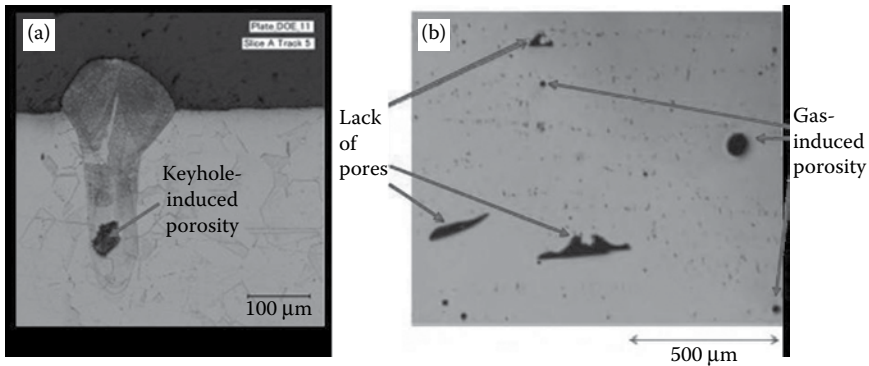 (a)
Plate DOE 11
Slice A Track 5
Keyhole-
induced
porosity
100 µm
(b)
Lack
of
pores
Gas-
induced
porosity
500 µm